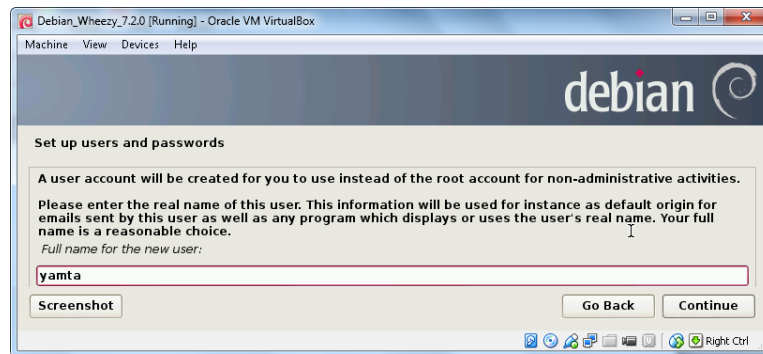 Debian_Wheezy_7.2.0 [Running] - Oracle VM VirtualBox
Machine View Devices Help
debian
Set up users and passwords
A user account will be created for you to use instead of the root account for non-administrative activities.
Please enter the real name of this user. This information will be used for instance as default origin for
emails sent by this user as well as any program which displays or uses the user's real name. Your full
name is a reasonable choice.
Full name for the new user:
yamta
Screenshot Go Back Continue
Right Ctrl